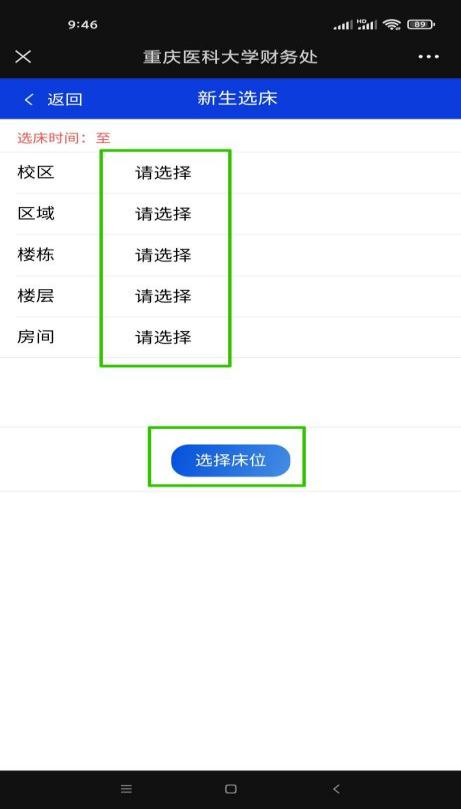 9:46 HD 89
重庆医科大学财务处
返回 新生选床
选床时间：至
校区 请选择
区域 请选择
楼栋 请选择
楼层 请选择
房间 请选择
选择床位